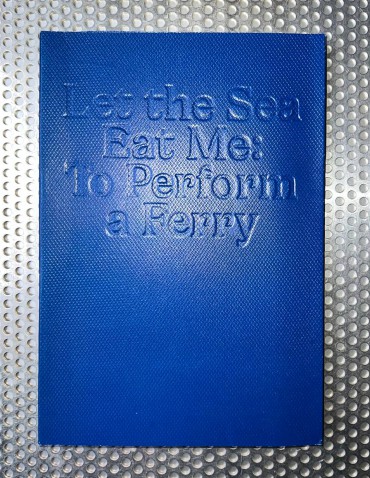 Let the Sea
Eat Me:
To Perform
a Ferry